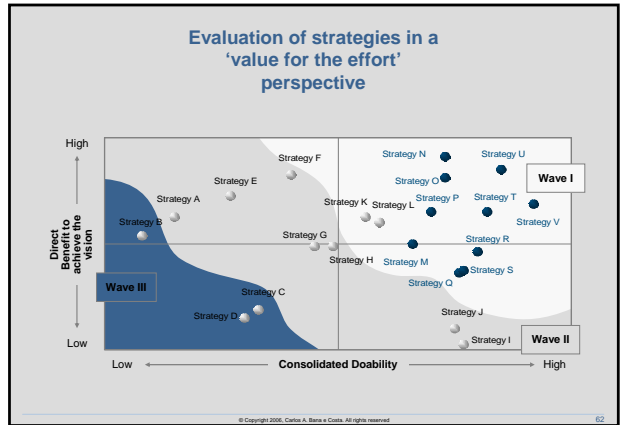 Evaluation of strategies in a
‘value for the effort’
perspective
High
Direct
Benefit to
achieve the
vision
Low
Strategy N
Strategy U
Strategy F
Strategy O
Wave I
Strategy E
Strategy A
Strategy K
Strategy L
Strategy P
Strategy T
Strategy B
Strategy V
Strategy G
Strategy R
Strategy H
Strategy M
Strategy S
Strategy Q
Wave III
Strategy C
Strategy D
Strategy J
Strategy I
Wave II
Low
Consolidated Doability
High
© Copyright 2006, Carlos A. Bana e Costa. All rights reserved
62